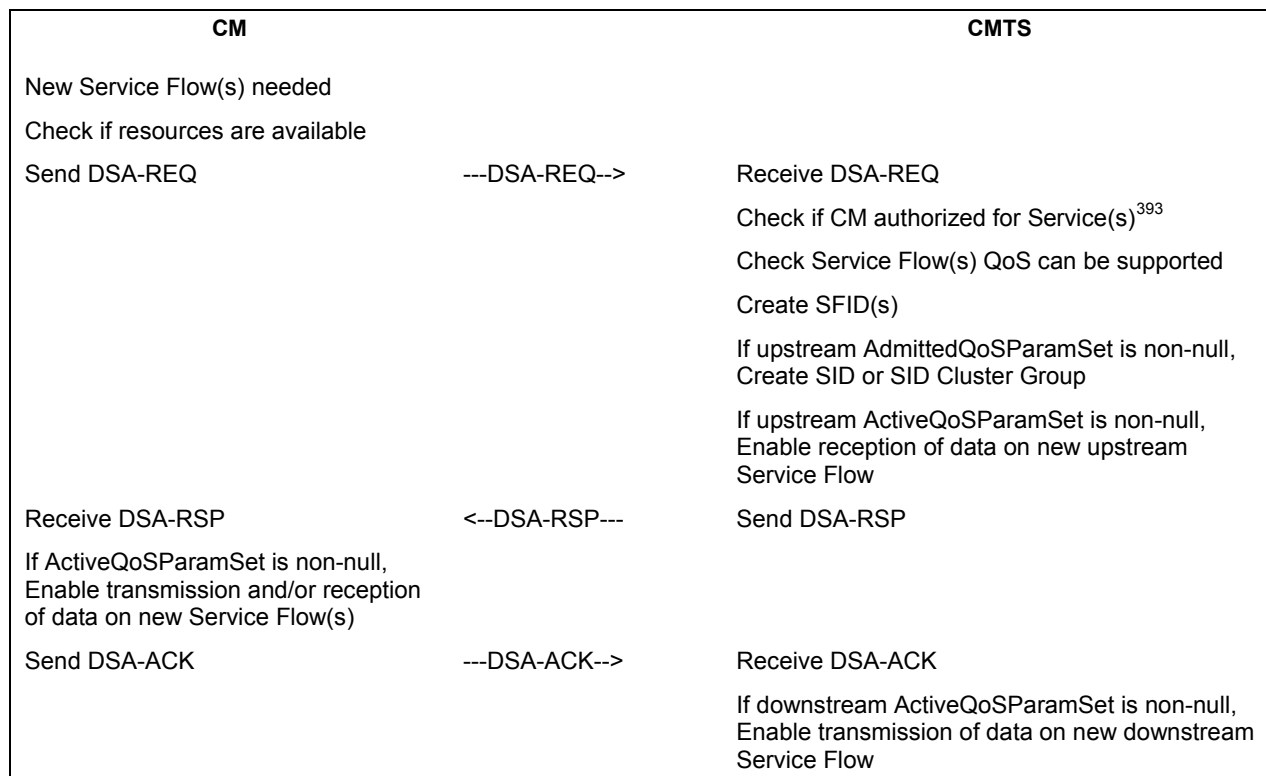 CM CMTS
New Service Flow(s) needed
Check if resources are available
Send DSA-REQ ---DSA-REQ--> Receive DSA-REQ
Check if CM authorized for Service(s)393
Check Service Flow(s) QoS can be supported
Create SFID(s)
If upstream AdmittedQoSParamSet is non-null,
Create SID or SID Cluster Group
If upstream ActiveQoSParamSet is non-null,
Enable reception of data on new upstream
Service Flow
Receive DSA-RSP <--DSA-RSP--- Send DSA-RSP
If ActiveQoSParamSet is non-null,
Enable transmission and/or reception
of data on new Service Flow(s)
Send DSA-ACK ---DSA-ACK--> Receive DSA-ACK
If downstream ActiveQoSParamSet is non-null,
Enable transmission of data on new downstream
Service Flow